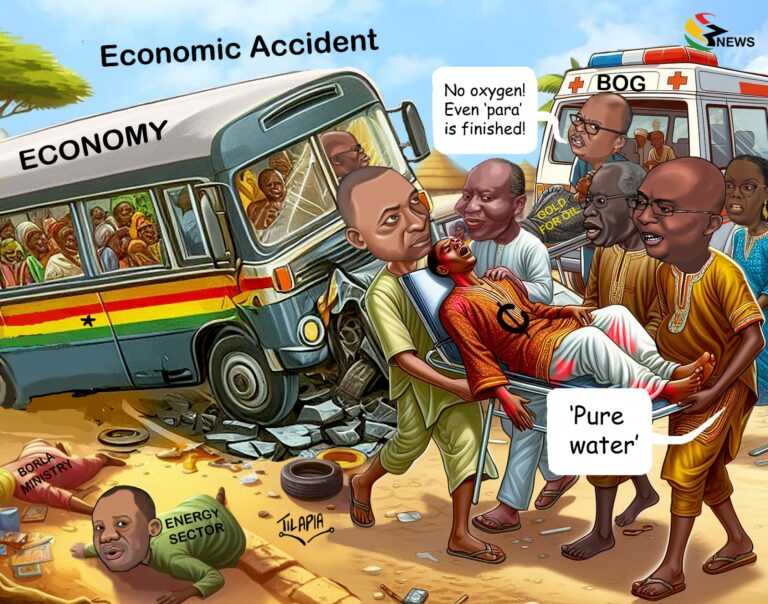 NEWS
Economic Accident
BOG
ECONOMY
No oxygen!
Even ‘para’
is finished!
GOLD
FOR OIL
₵
‘Pure
water’
BORLA
MINISTRY
ENERGY
SECTOR
TILAPIA